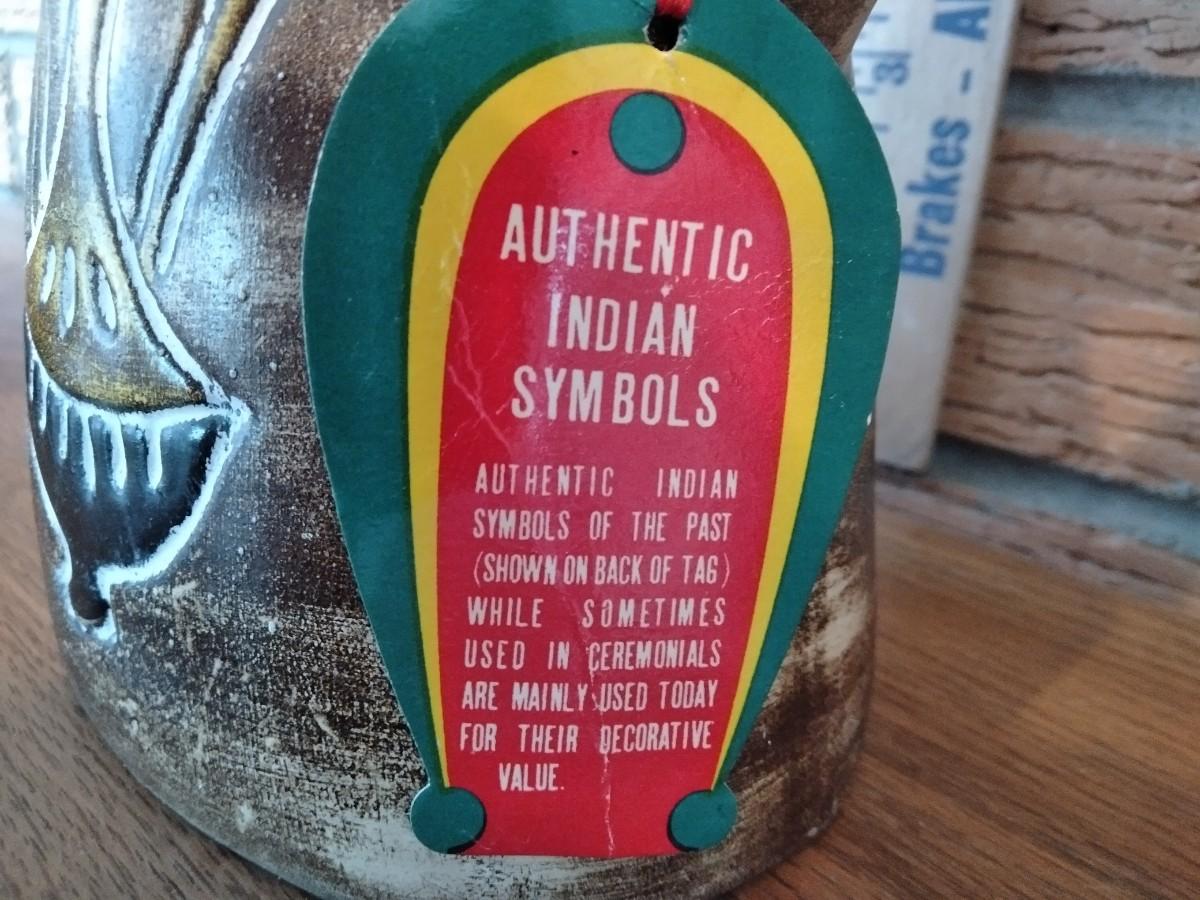 AUTHENTIC
INDIAN
SYMBOLS
AUTHENTIC INDIAN
SYMBOLS OF THE PAST
(SHOWN ON BACK OF TAG)
WHILE SOMETIMES
USED IN CEREMONIALS
ARE MAINLY USED TODAY
FOR THEIR DECORATIVE
VALUE.
Brakes -